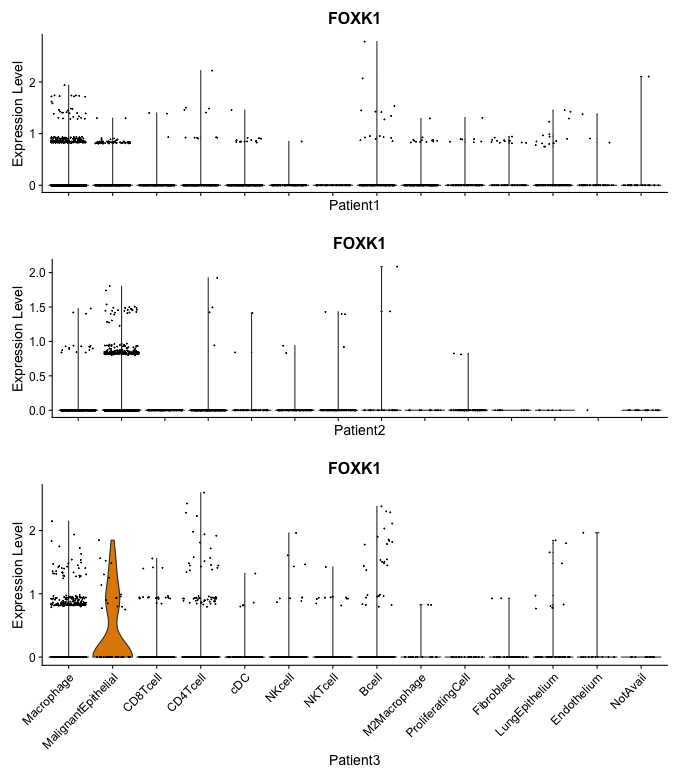 FOXK1
Expression Level
2
1
0
Patient1
FOXK1
Expression Level
2.0
1.5
1.0
0.5
0.0
Patient2
FOXK1
Expression Level
2
1
0
Macrophage
MalignantEpithelial
CD8Tcell
CD4Tcell
cDC
NKcell
NKTcell
Bcell
M2Macrophage
ProliferatingCell
Fibroblast
LungEpithelium
Endothelium
NotAvail
Patient3